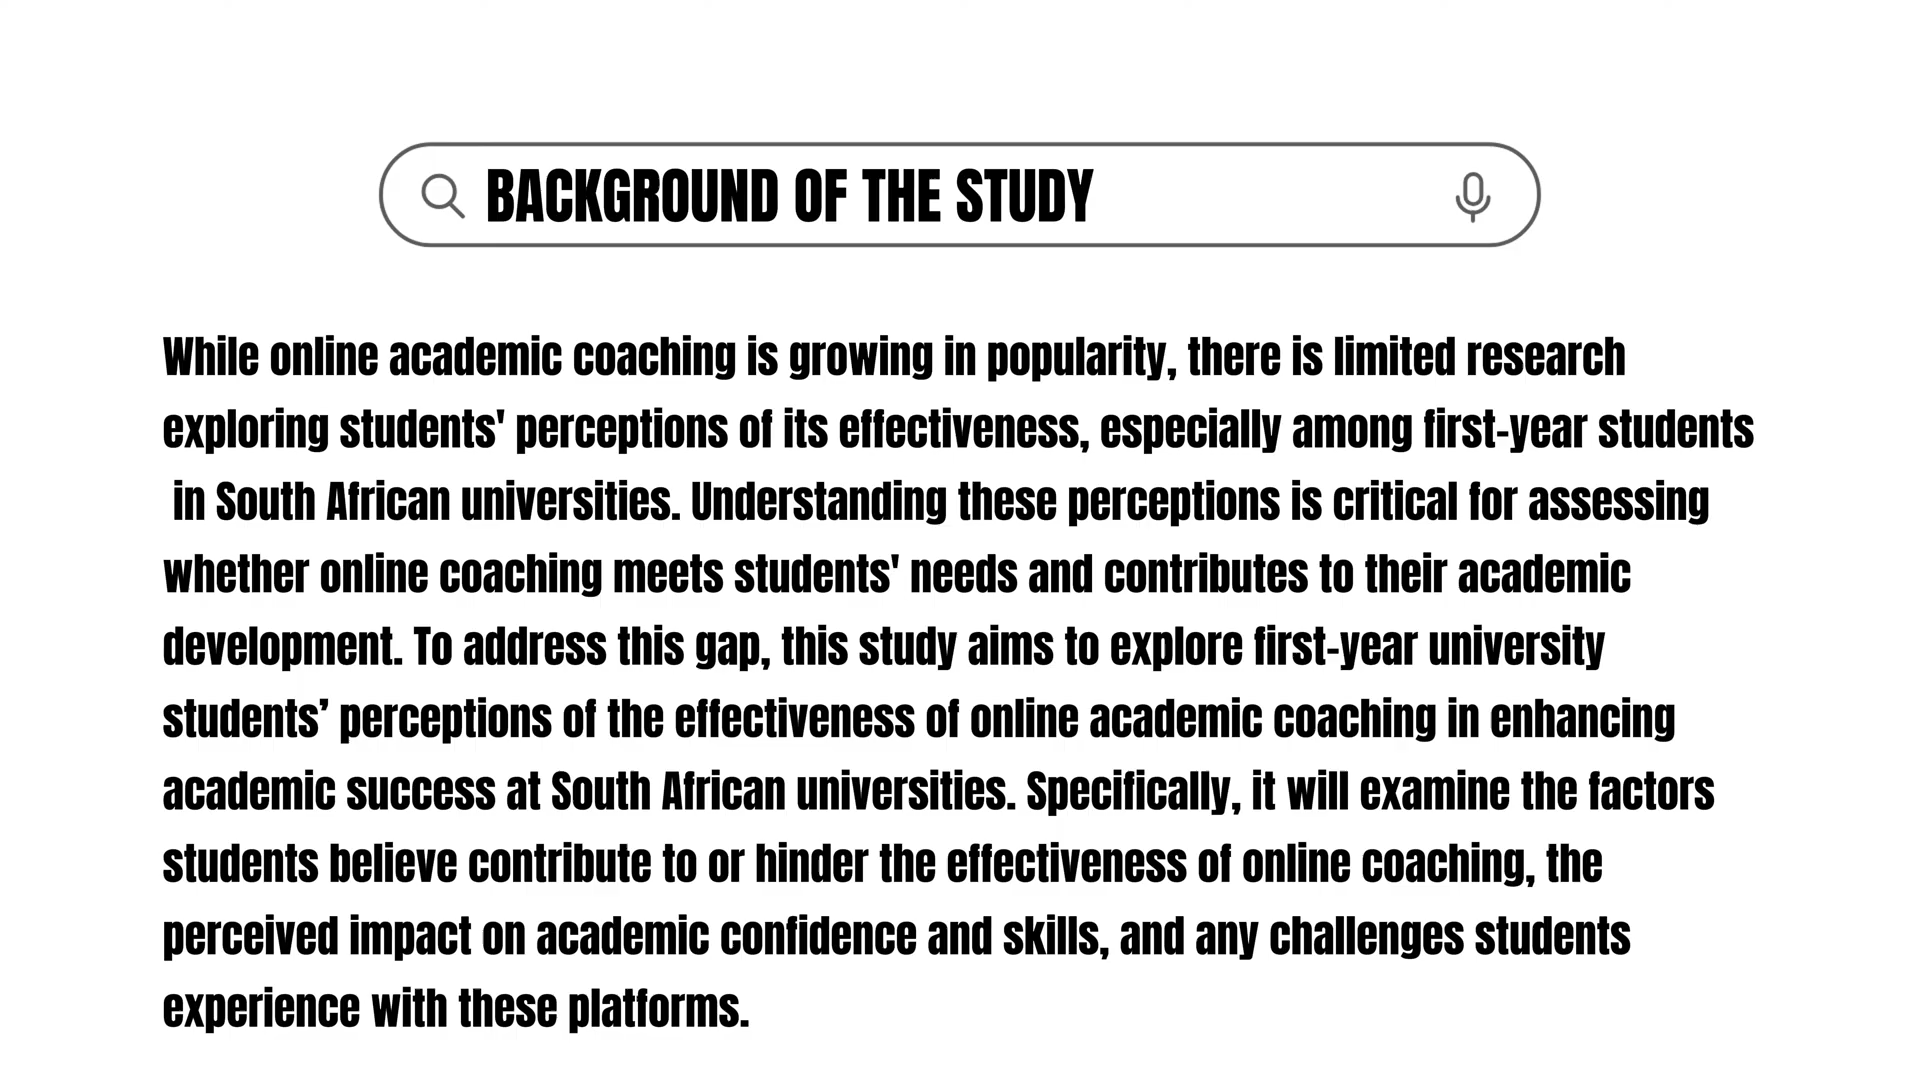 BACKGROUND OF THE STUDY
While online academic coaching is growing in popularity, there is limited research
exploring students' perceptions of its effectiveness, especially among first-year students
in South African universities. Understanding these perceptions is critical for assessing
whether online coaching meets students' needs and contributes to their academic
development. To address this gap, this study aims to explore first-year university
students’ perceptions of the effectiveness of online academic coaching in enhancing
academic success at South African universities. Specifically, it will examine the factors
students believe contribute to or hinder the effectiveness of online coaching, the
perceived impact on academic confidence and skills, and any challenges students
experience with these platforms.